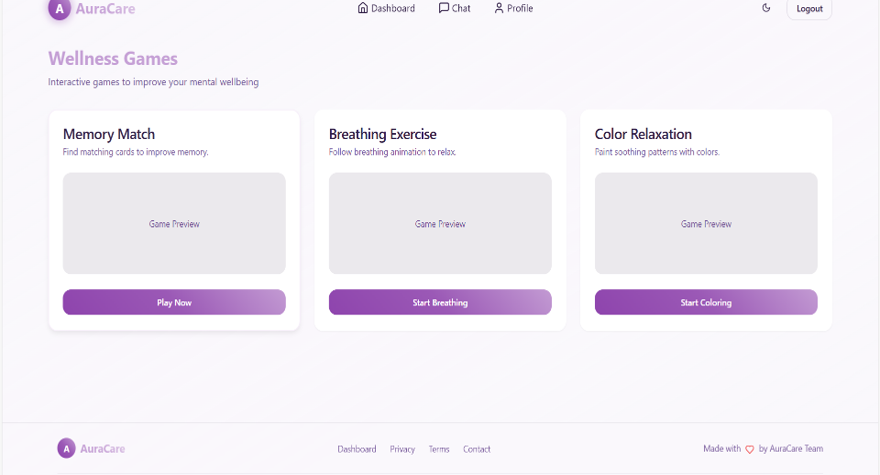 A AuraCare
Dashboard Chat Profile
Logout
Wellness Games
Interactive games to improve your mental wellbeing
Memory Match
Find matching cards to improve memory.
Game Preview
Play Now
Breathing Exercise
Follow breathing animation to relax.
Game Preview
Start Breathing
Color Relaxation
Paint soothing patterns with colors.
Game Preview
Start Coloring
A AuraCare
Dashboard Privacy Terms Contact
Made with by AuraCare Team